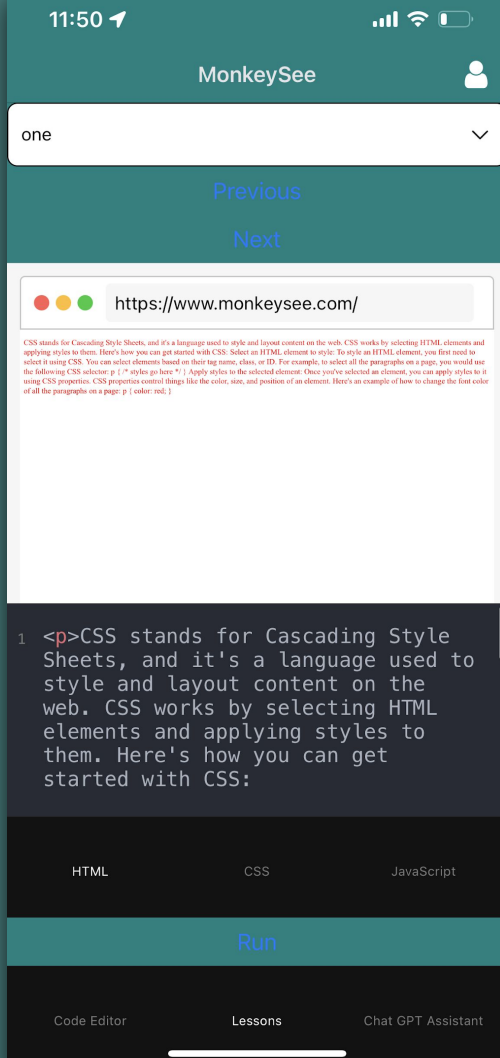 11:50
MonkeySee
one
Previous
Next
https://www.monkeysee.com/
CSS stands for Cascading Style Sheets, and it's a language used to style and layout content on the web. CSS works by selecting HTML elements and
applying styles to them. Here's how you can get started with CSS: Select an HTML element to style: To style an HTML element, you first need to
select it using CSS. You can select elements based on their tag name, class, or ID. For example, to select all the paragraphs on a page, you would use
the following CSS selector: p { /* styles go here */ } Apply styles to the selected element: Once you've selected an element, you can apply styles to it
using CSS properties. CSS properties control things like the color, size, and position of an element. Here's an example of how to change the font color
of all the paragraphs on a page: p { color: red; }
1 <p>CSS stands for Cascading Style
Sheets, and it's a language used to
style and layout content on the
web. CSS works by selecting HTML
elements and applying styles to
them. Here's how you can get
started with CSS:
HTML CSS JavaScript
Run
Code Editor Lessons Chat GPT Assistant